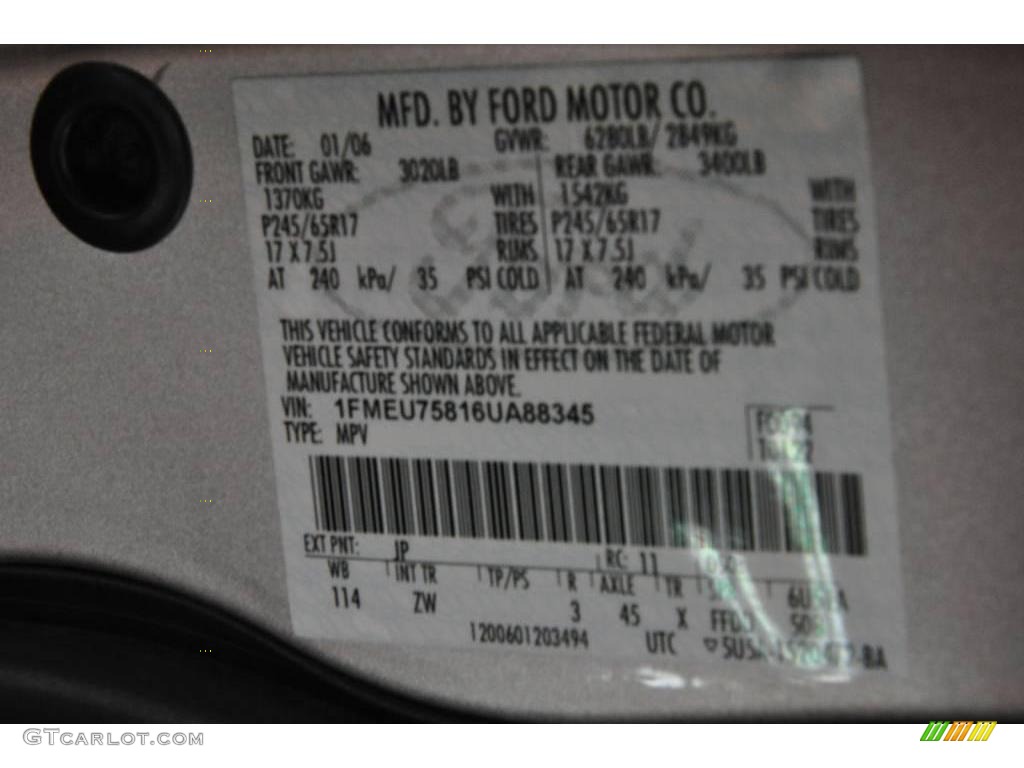 MFD. BY FORD MOTOR CO.
DATE: 01/06 GVWR: 6280LB/ 2849KG
FRONT GAWR: 3020LB REAR GAWR: 3400LB
1370KG WITH 1542KG WITH
P245/65R17 TIRES P245/65R17 TIRES
17 X 7.5J RIMS 17 X 7.5J RIMS
AT 240 kPa/ 35 PSI COLD AT 240 kPa/ 35 PSI COLD
THIS VEHICLE CONFORMS TO ALL APPLICABLE FEDERAL MOTOR
VEHICLE SAFETY STANDARDS IN EFFECT ON THE DATE OF
MANUFACTURE SHOWN ABOVE.
VIN: 1FMEU75816UA88345
TYPE: MPV
EXT PNT: JP RC: 11
WB INT TR TP/PS R AXLE TR
114 ZW 3 45 X
1200601203494 UTC
GTCARLOT.COM